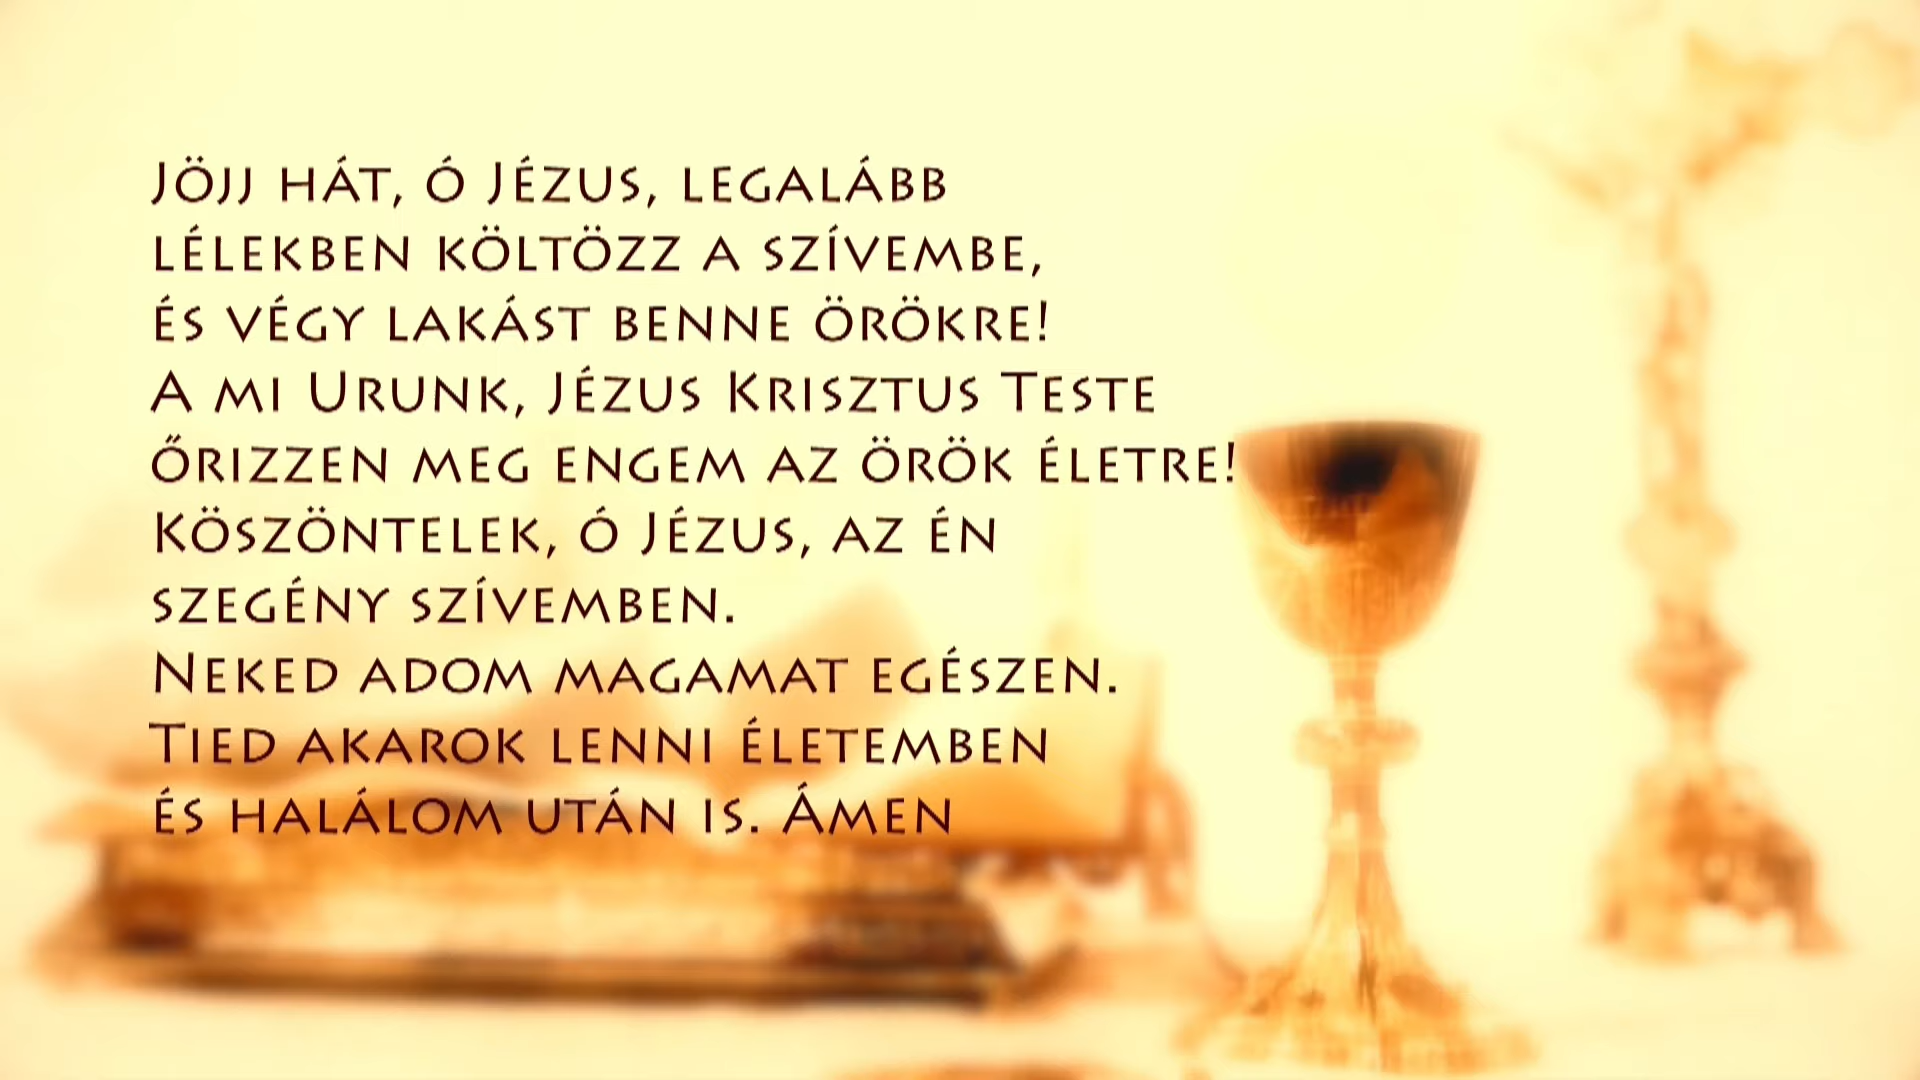 Jöjj hát, ó Jézus, legalább
lélekben költözz a szívembe,
és végy lakást benne örökre!
A mi Urunk, Jézus Krisztus Teste
őrizzen meg engem az örök életre!
Köszöntelek, ó Jézus, az én
szegény szívemben.
Neked adom magamat egészen.
Tied akarok lenni életemben
és halálom után is. Ámen